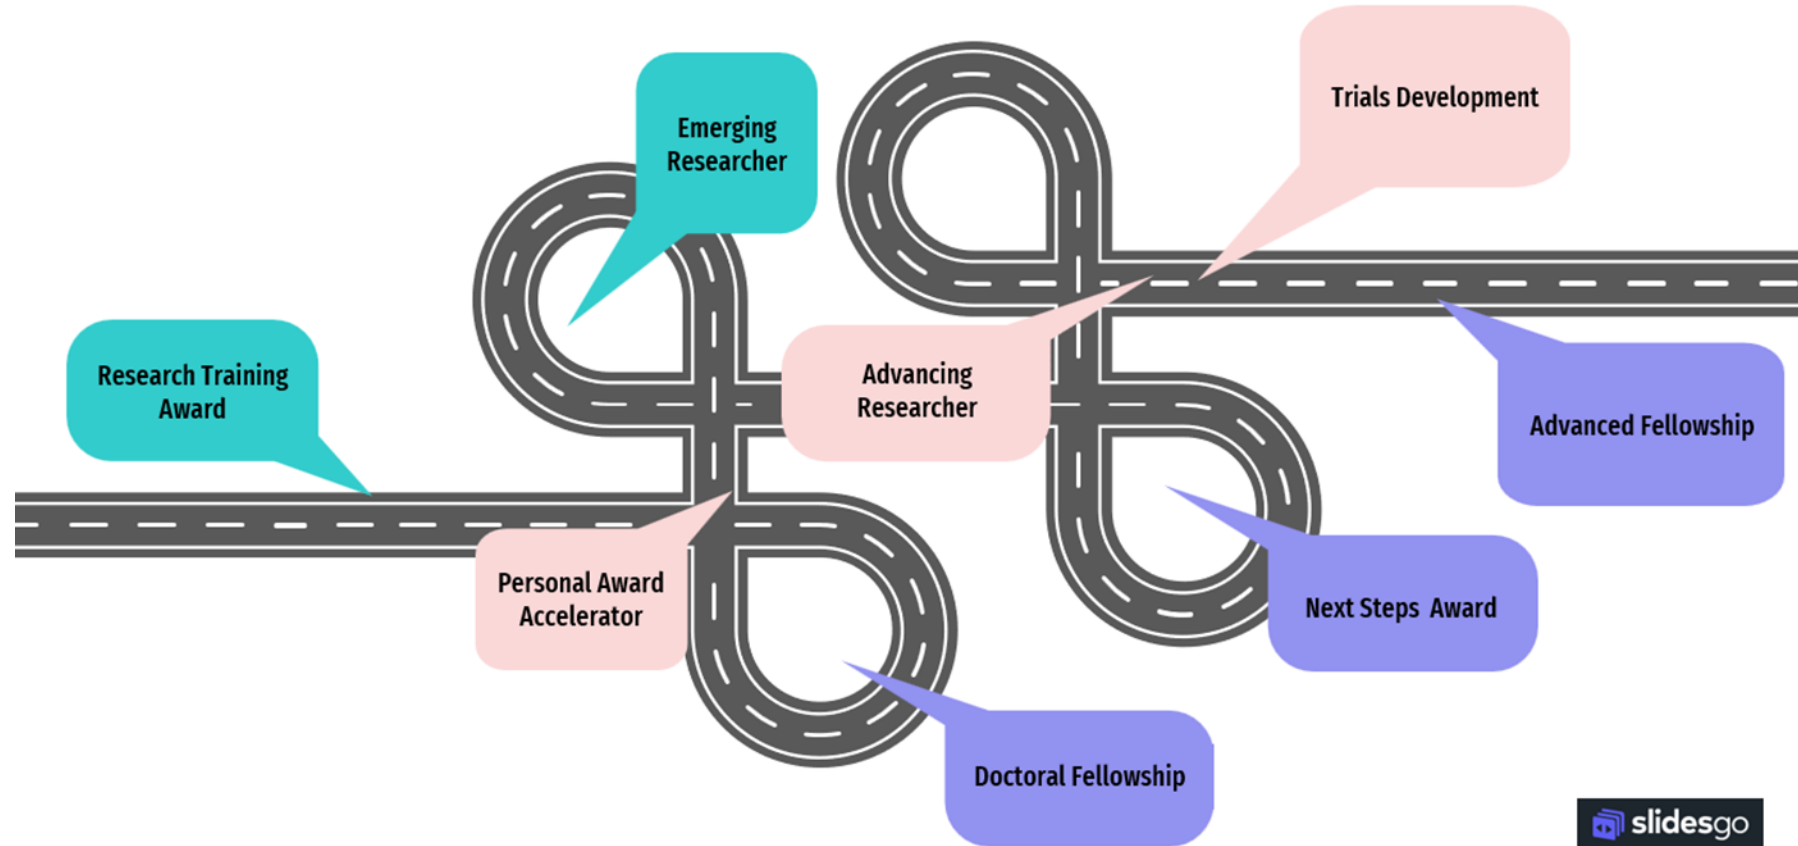 Emerging
Researcher
Trials Development
Research Training
Award
Advancing
Researcher
Advanced Fellowship
Personal Award
Accelerator
Next Steps Award
Doctoral Fellowship
slidesgo